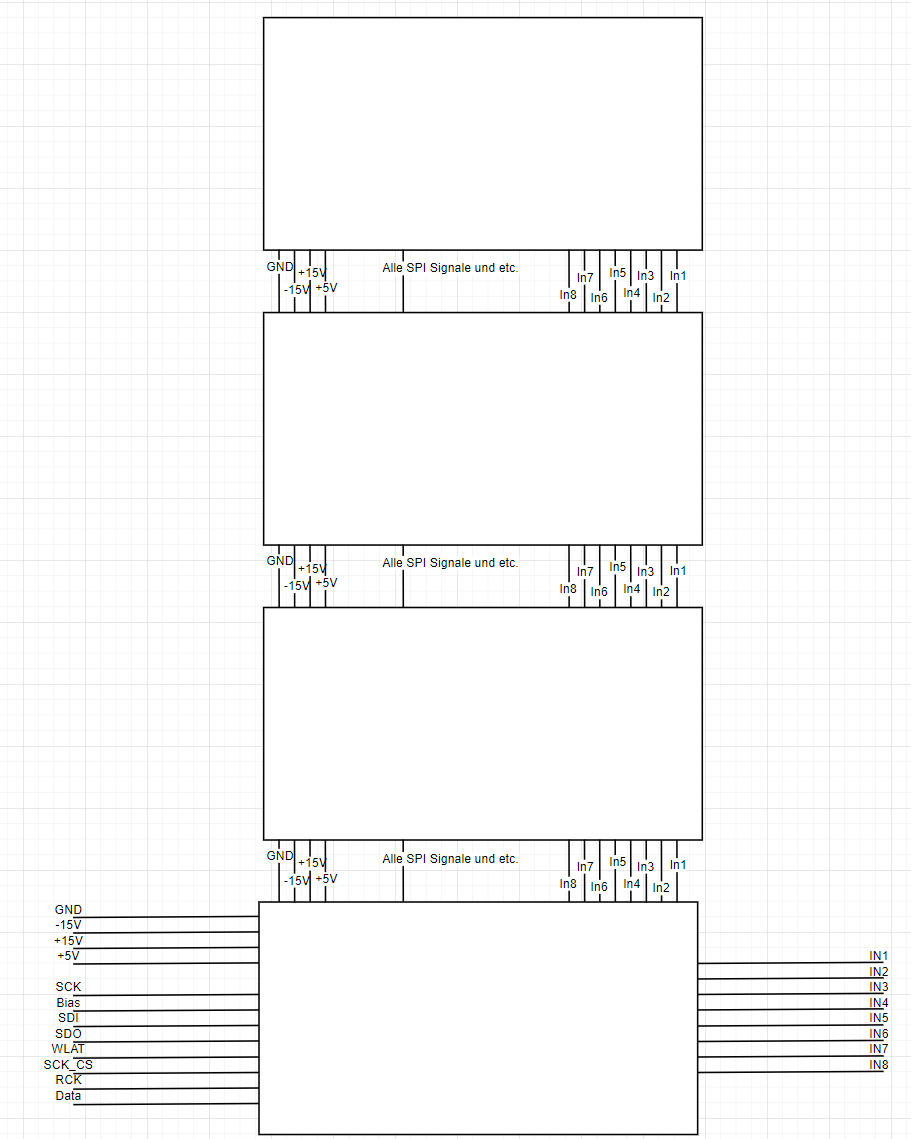 GND
-15V
+15V
+5V
Alle SPI Signale und etc.
In8
In7
In6
In5
In4
In3
In2
In1
GND
-15V
+15V
+5V
Alle SPI Signale und etc.
In8
In7
In6
In5
In4
In3
In2
In1
GND
-15V
+15V
+5V
Alle SPI Signale und etc.
In8
In7
In6
In5
In4
In3
In2
In1
GND
-15V
+15V
+5V
SCK
Bias
SDI
SDO
WLAT
SCK_CS
RCK
Data
IN1
IN2
IN3
IN4
IN5
IN6
IN7
IN8